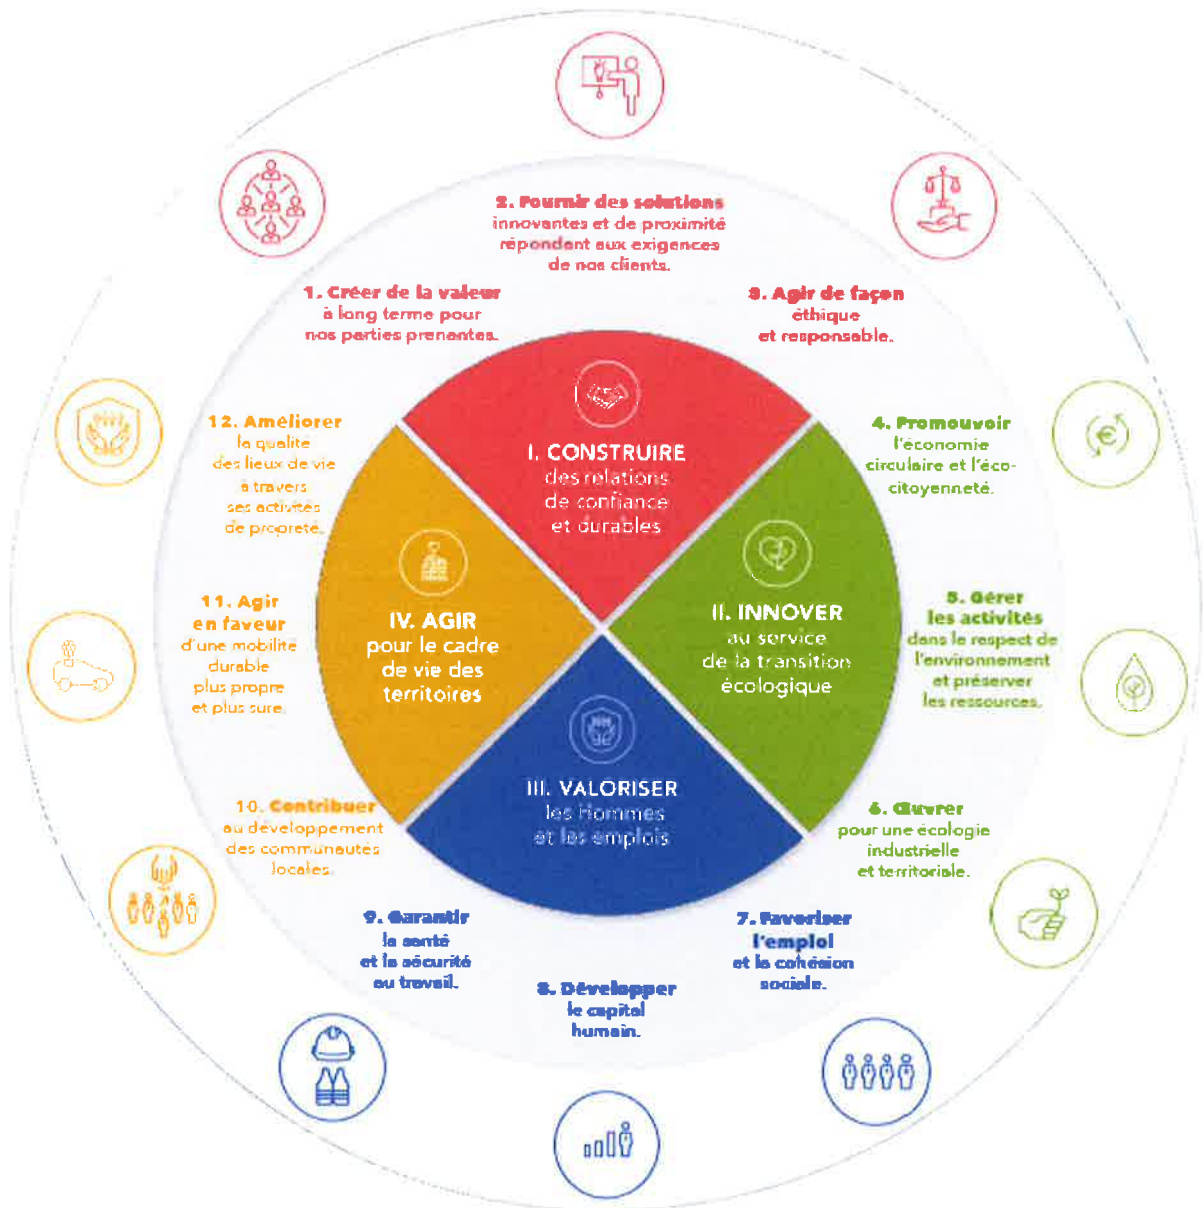 2. Fournir des solutions
innovantes et de proximité
répondant aux exigences
de nos clients.
1. Créer de la valeur
à long terme pour
nos parties prenantes.
3. Agir de façon
éthique
et responsable.
I. CONSTRUIRE
des relations
de confiance
et durables
4. Promouvoir
l'économie
circulaire et l'éco-
citoyenneté.
12. Améliorer
la qualité
des lieux de vie
à travers
ses activités
de propreté.
II. INNOVER
au service
de la transition
écologique
5. Gérer
les activités
dans le respect de
l'environnement
et préserver
les ressources.
11. Agir
en faveur
d'une mobilité
durable
plus propre
et plus sure.
IV. AGIR
pour le cadre
de vie des
territoires
III. VALORISER
les Hommes
et les emplois
6. Œuvrer
pour une écologie
industrielle
et territoriale.
10. Contribuer
au développement
des communautés
locales.
7. Favoriser
l'emploi
et la cohésion
sociale.
9. Garantir
la santé
et la sécurité
au travail.
8. Développer
le capital
humain.